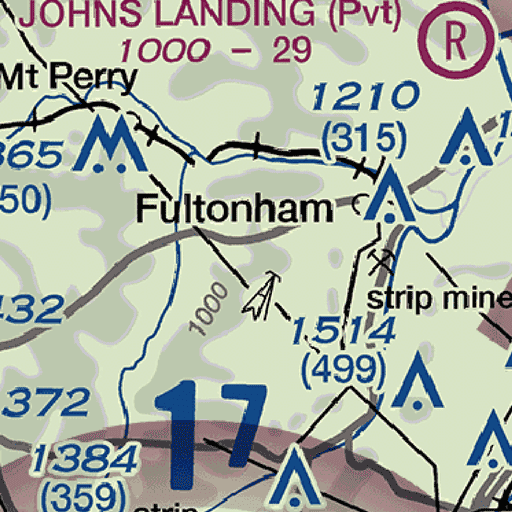 JOHNS LANDING (Pvt)
1000 - 29
R
Mt Perry
1210
(315)
365
50)
Fultonham
1000
432
strip mine
1514
(499)
372
17
1384
(359)
strip